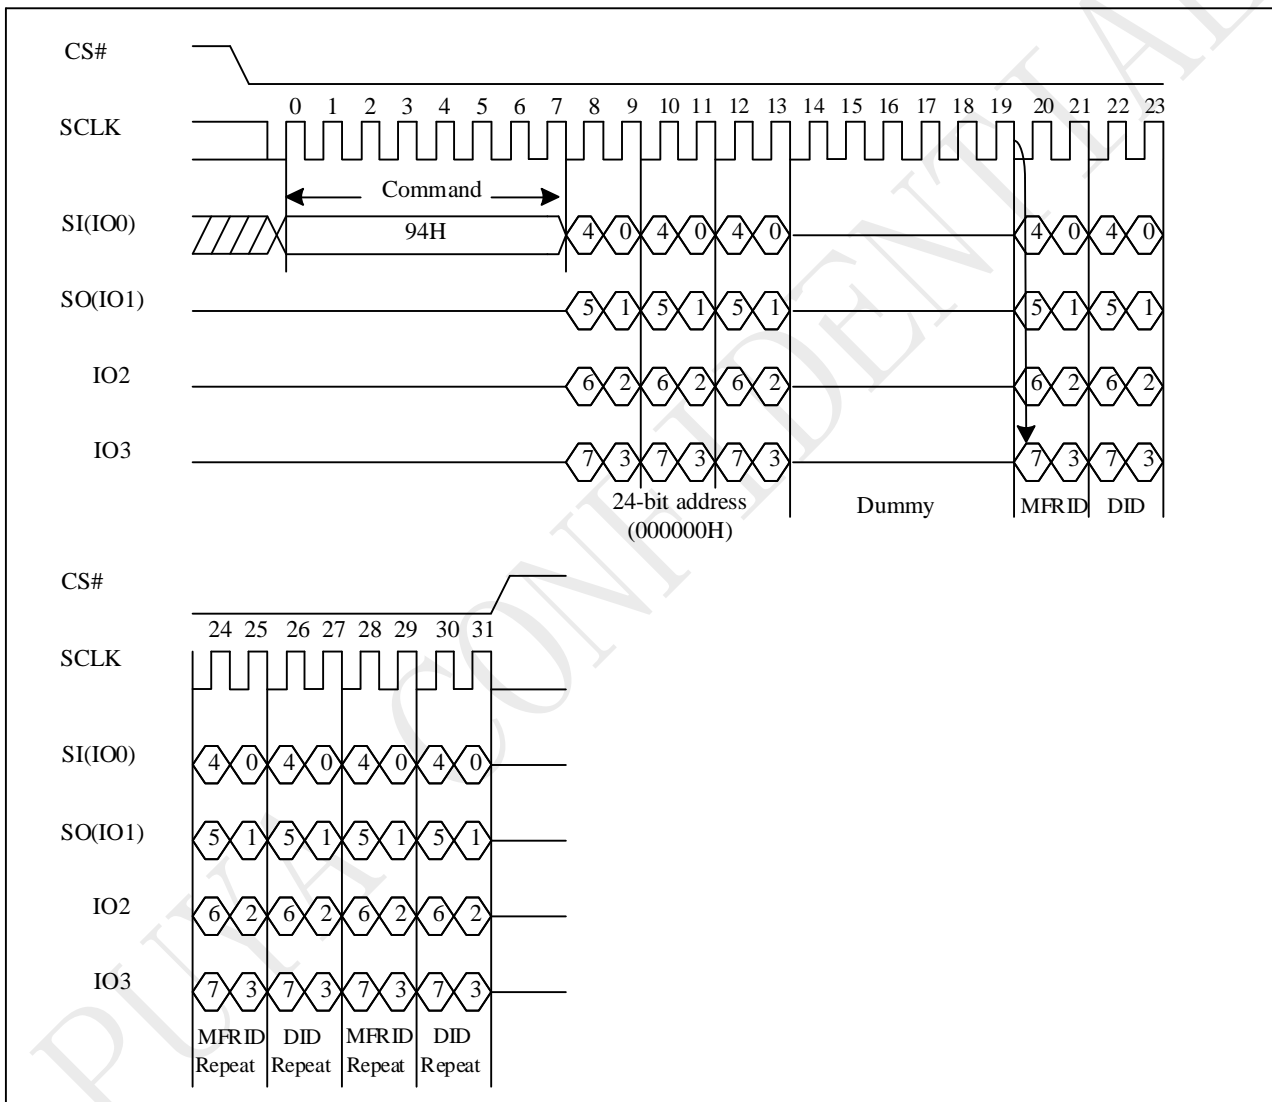 CS#
0 1 2 3 4 5 6 7 8 9 10 11 12 13 14 15 16 17 18 19 20 21 22 23
SCLK
Command
SI(IO0) 94H 4 0 4 0 4 0 4 0 4 0
SO(IO1) 5 1 5 1 5 1 5 1 5 1
IO2 6 2 6 2 6 2 6 2 6 2
IO3 7 3 7 3 7 3 7 3 7 3
24-bit address Dummy MFRID DID
(000000H)
CS#
24 25 26 27 28 29 30 31
SCLK
SI(IO0) 4 0 4 0 4 0 4 0
SO(IO1) 5 1 5 1 5 1 5 1
IO2 6 2 6 2 6 2 6 2
IO3 7 3 7 3 7 3 7 3
MFRID DID MFRID DID
Repeat Repeat Repeat Repeat
PUYA CONFIDENTIAL